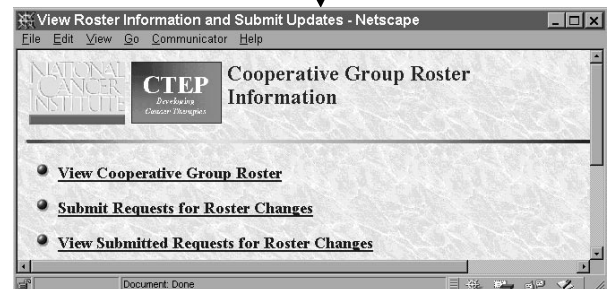 View Roster Information and Submit Updates - Netscape
File Edit View Go Communicator Help
NATIONAL
CANCER
INSTITUTE
CTEP
Developing
Cancer Therapies
Cooperative Group Roster
Information
View Cooperative Group Roster
Submit Requests for Roster Changes
View Submitted Requests for Roster Changes
Document: Done